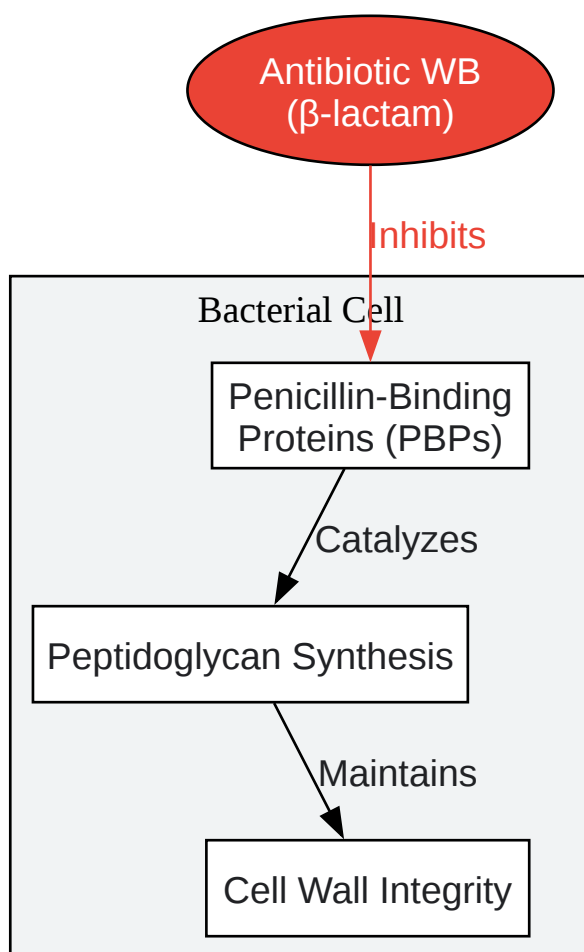 Antibiotic WB
(β-lactam)
Inhibits
Bacterial Cell
Penicillin-Binding
Proteins (PBPs)
Catalyzes
Peptidoglycan Synthesis
Maintains
Cell Wall Integrity